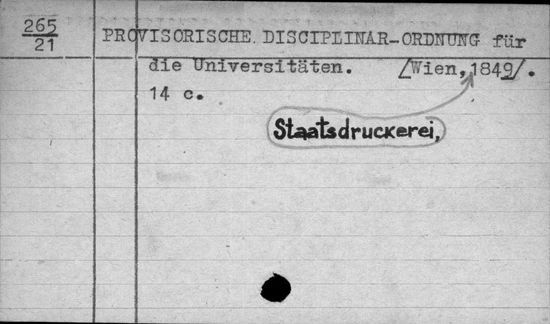 265
21
PROVISORISCHE DISCIPLINAR-ORDNUNG für
die Universitäten. /Wien, 1849/.
14 c.
Staatsdruckerei,